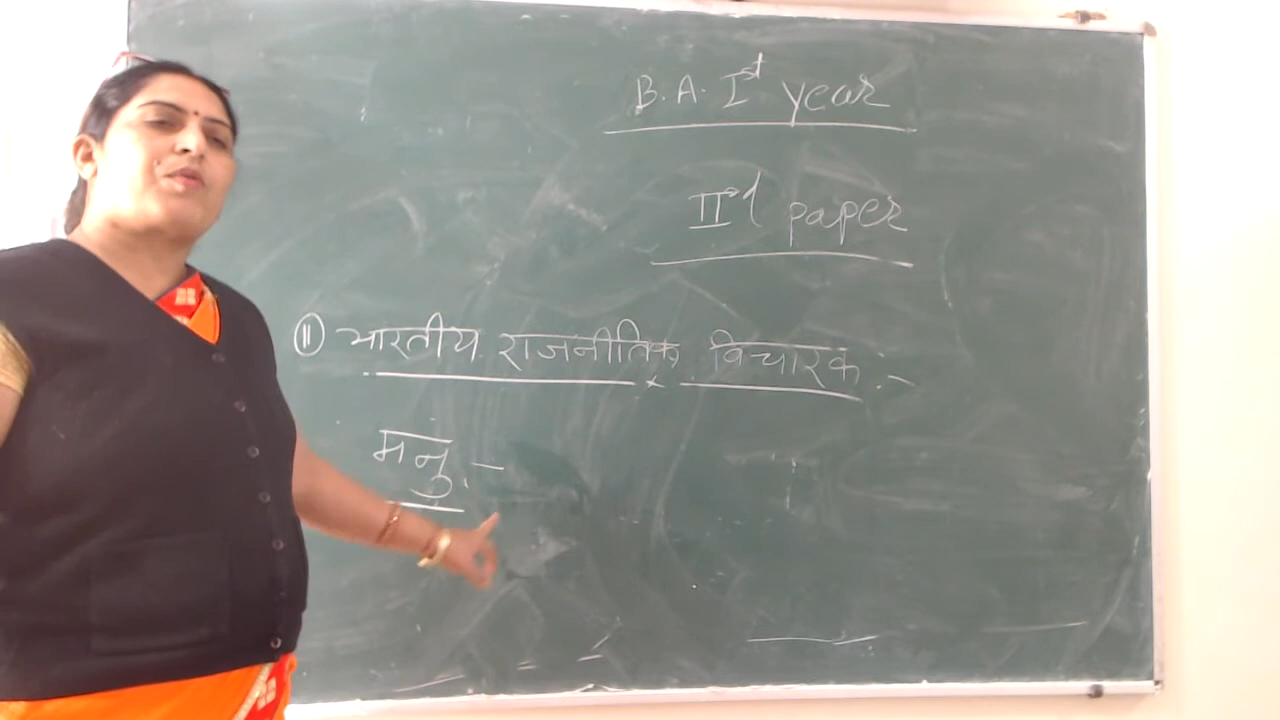 B.A. Ist year
IInd paper
II भारतीय राजनीतिक विचारक :-
मनु :-